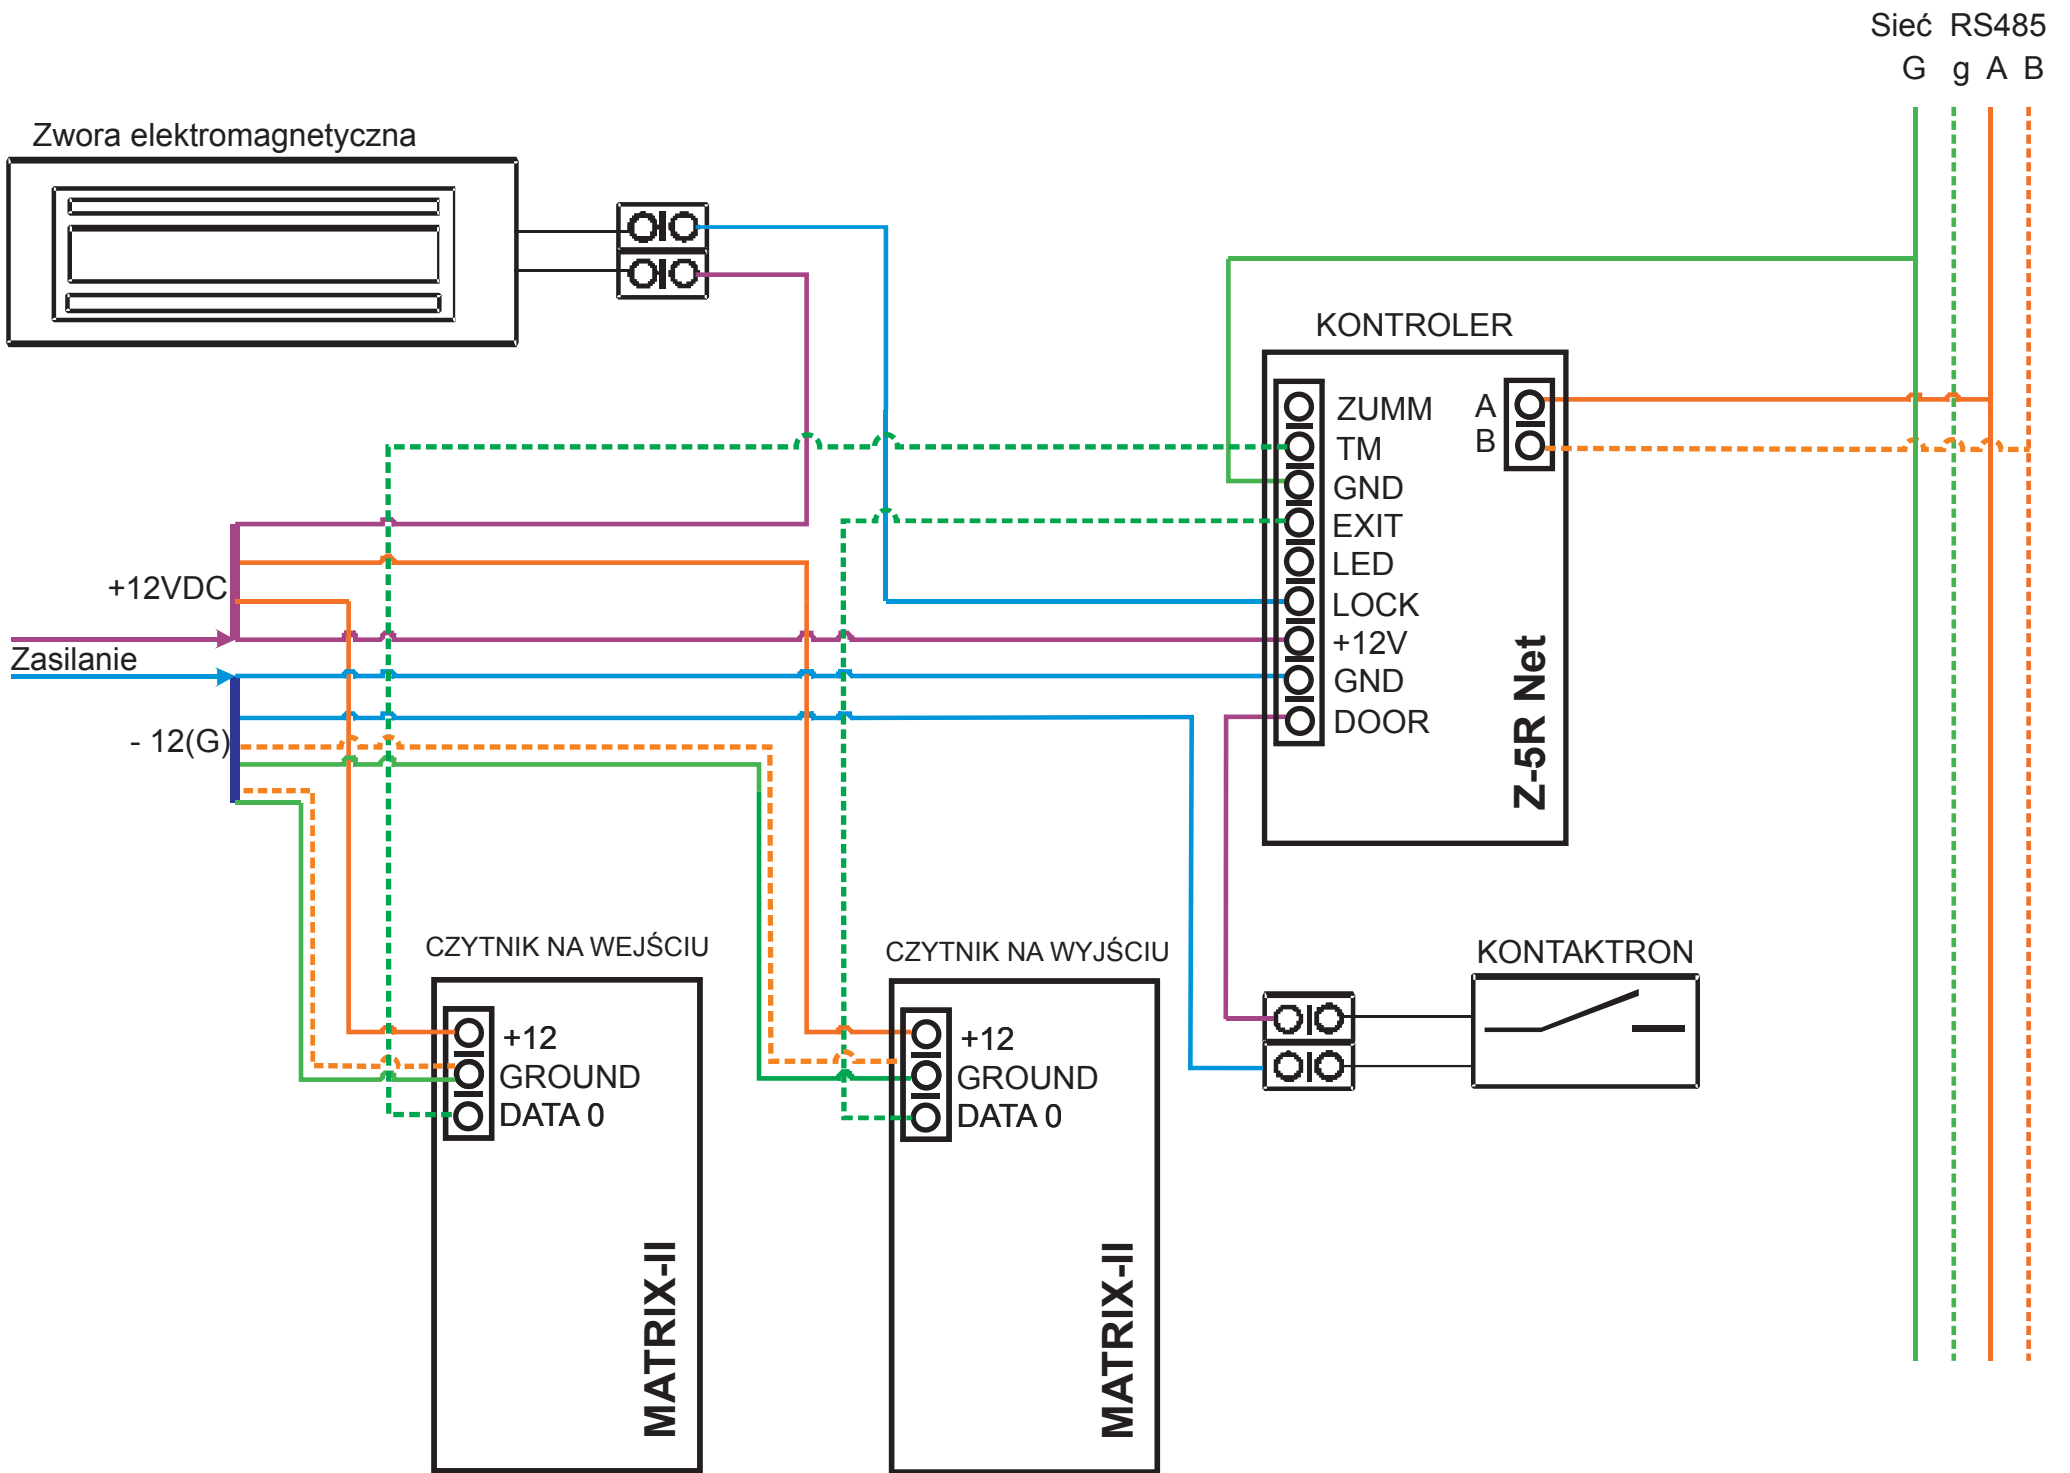 Sieć RS485
G g A B
Zwora elektromagnetyczna
KONTROLER
ZUMM
TM
GND
EXIT
LED
LOCK
+12V
GND
DOOR
A
B
Z-5R Net
+12VDC
Zasilanie
- 12(G)
CZYTNIK NA WEJŚCIU
+12
GROUND
DATA 0
MATRIX-II
CZYTNIK NA WYJŚCIU
+12
GROUND
DATA 0
MATRIX-II
KONTAKTRON